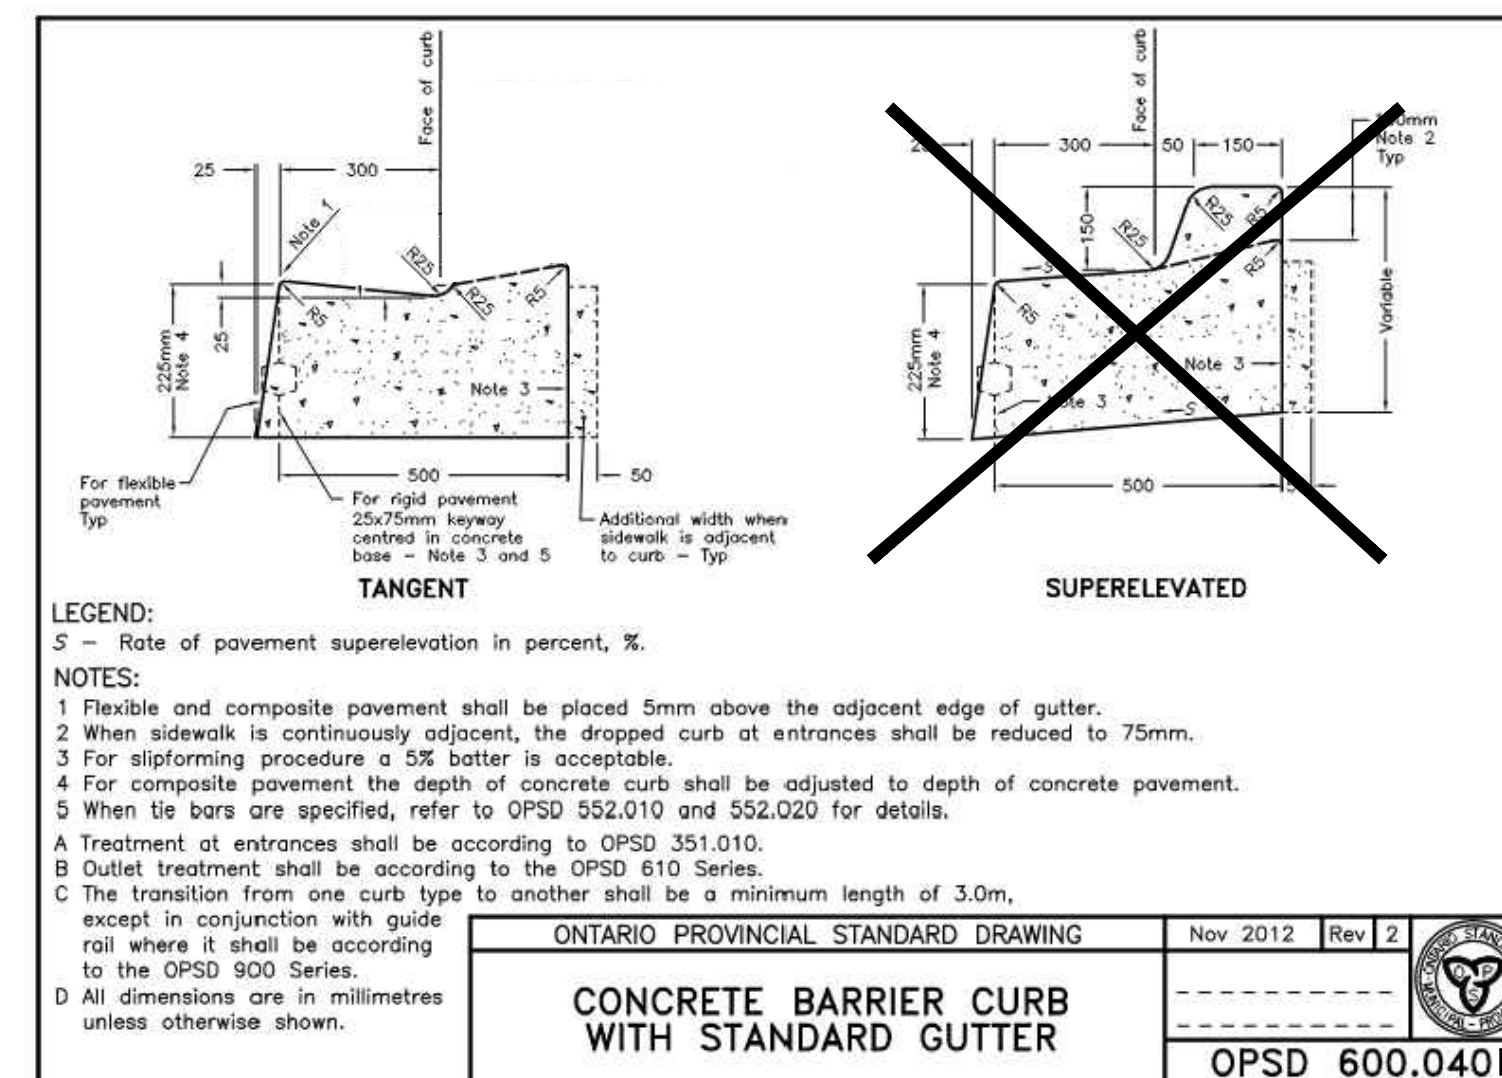 Face of curb
25
300
Note 1
R25
R5
R25
R5
25
225mm
Note 4
Note 3
500
50
For flexible
pavement
Typ
For rigid pavement
25x75mm keyway
centred in concrete
base – Note 3 and 5
Additional width when
sidewalk is adjacent
to curb – Typ
TANGENT
Face of curb
300
50
150
Note 2
Typ
150
R25
R25
R5
S
R5
R5
225mm
Note 4
Variable
Note 3
3
S
500
SUPERELEVATED
LEGEND:
S – Rate of pavement superelevation in percent, %.
NOTES:
1 Flexible and composite pavement shall be placed 5mm above the adjacent edge of gutter.
2 When sidewalk is continuously adjacent, the dropped curb at entrances shall be reduced to 75mm.
3 For slipforming procedure a 5% batter is acceptable.
4 For composite pavement the depth of concrete curb shall be adjusted to depth of concrete pavement.
5 When tie bars are specified, refer to OPSD 552.010 and 552.020 for details.
A Treatment at entrances shall be according to OPSD 351.010.
B Outlet treatment shall be according to the OPSD 610 Series.
C The transition from one curb type to another shall be a minimum length of 3.0m,
except in conjunction with guide
rail where it shall be according
to the OPSD 900 Series.
D All dimensions are in millimetres
unless otherwise shown.
ONTARIO PROVINCIAL STANDARD DRAWING
Nov 2012 Rev 2
CONCRETE BARRIER CURB
WITH STANDARD GUTTER
OPS
OPSD 600.040